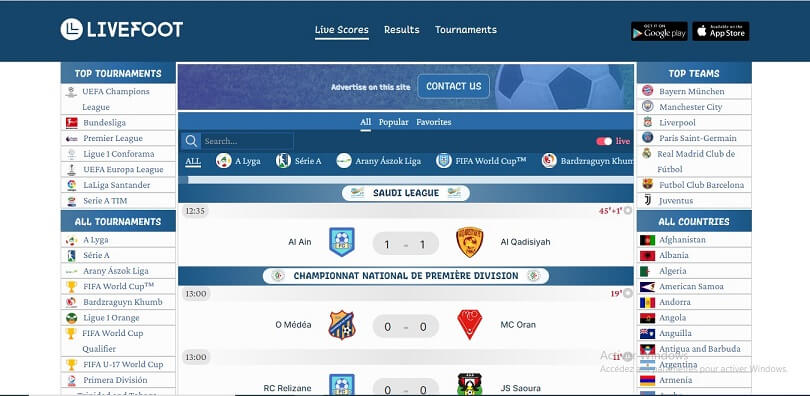 LIVEFOOT
Live Scores
Results
Tournaments
GET IT ON
Google play
Available on the
App Store
TOP TOURNAMENTS
UEFA Champions
League
Bundesliga
Premier League
Ligue 1 Conforama
UEFA Europa League
LaLiga Santander
Serie A TIM
ALL TOURNAMENTS
A Lyga
Série A
Arany Ászok Liga
FIFA World Cup™
Bardzraguyn Khumb
Ligue 1 Orange
FIFA World Cup
Qualifier
FIFA U-17 World Cup
Primera División
Trinidad and Tobago
Advertise on this site
CONTACT US
All
Popular
Favorites
Search...
live
ALL
A Lyga
Série A
Arany Ászok Liga
FIFA World Cup™
Bardzraguyn Khum
SAUDI LEAGUE
12:35
45'+1'
Al Ain
1 - 1
Al Qadisiyah
CHAMPIONNAT NATIONAL DE PREMIÈRE DIVISION
13:00
19'
O Médéa
0 - 0
MC Oran
13:00
11'
RC Relizane
0 - 0
JS Saoura
TOP TEAMS
Bayern München
Manchester City
Liverpool
Paris Saint-Germain
Real Madrid Club de
Fútbol
Futbol Club Barcelona
Juventus
ALL COUNTRIES
Afghanistan
Albania
Algeria
American Samoa
Andorra
Angola
Anguilla
Antigua and Barbuda
Argentina
Armenia
Aruba
Activer Windows
Accédez aux paramètres pour activer Windows.